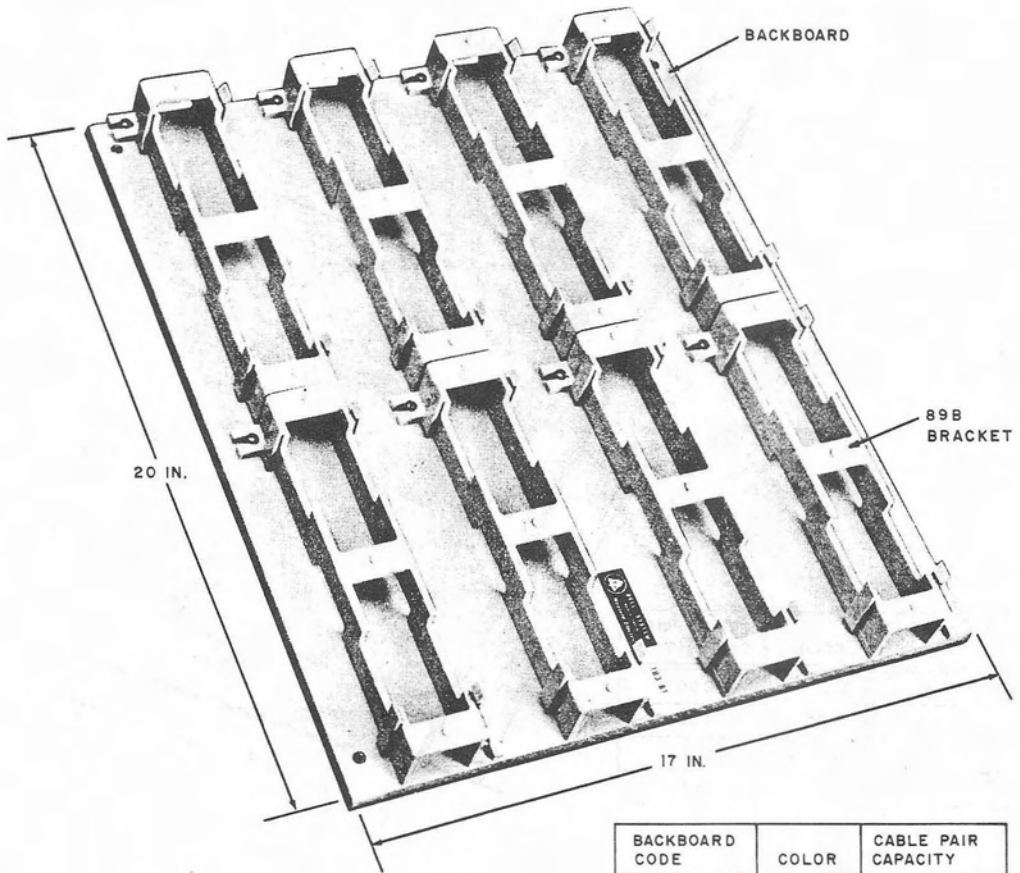 BACKBOARD
89B
BRACKET
20 IN.
17 IN.
BACKBOARD
CODE
COLOR
CABLE PAIR
CAPACITY